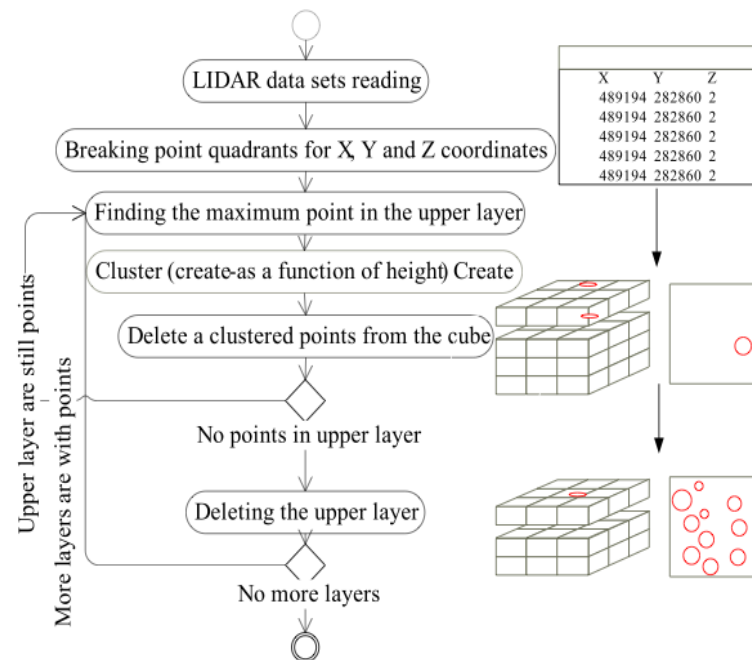 LIDAR data sets reading
Breaking point quadrants for X, Y and Z coordinates
Finding the maximum point in the upper layer
Cluster (create-as a function of height) Create
Delete a clustered points from the cube
No points in upper layer
Deleting the upper layer
No more layers
Upper layer are still points
More layers are with points
X Y Z
489194 282860 2
489194 282860 2
489194 282860 2
489194 282860 2
489194 282860 2